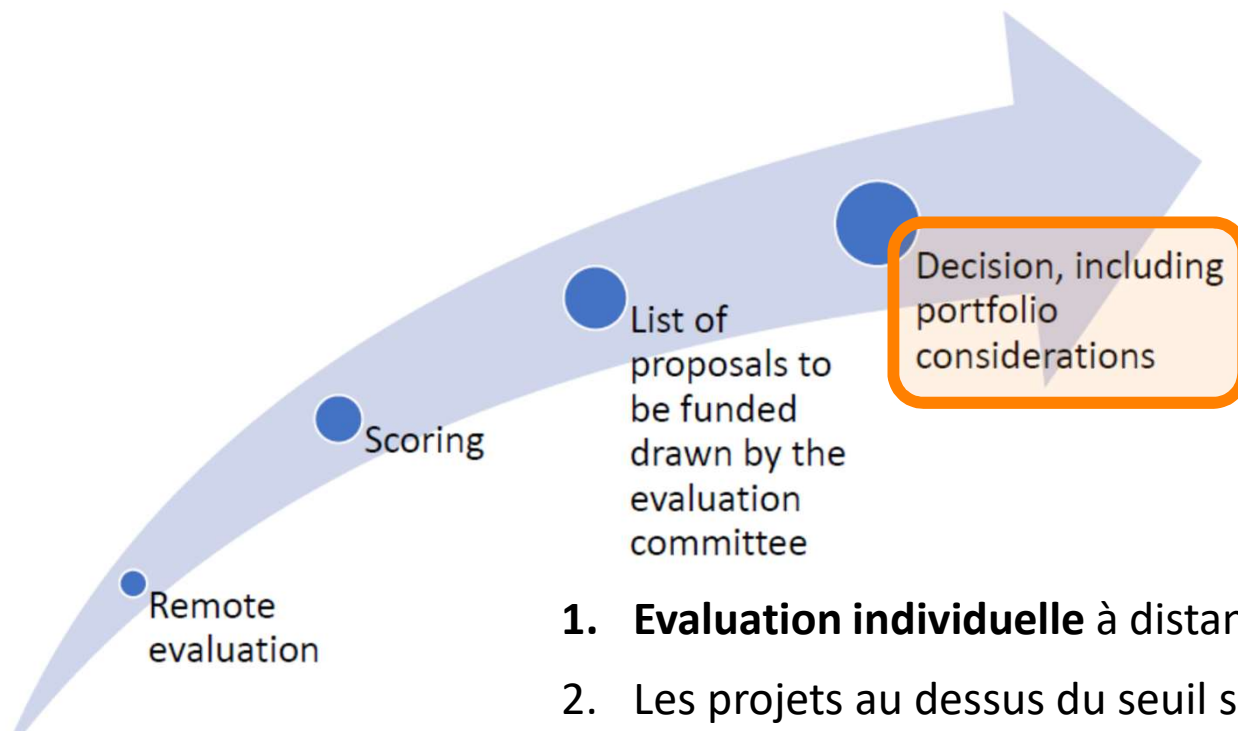 Decision, including
portfolio
considerations
List of
proposals to
be funded
drawn by the
evaluation
committee
Scoring
Remote
evaluation
1. Evaluation individuelle à
2. Les projets au dessus du seuil